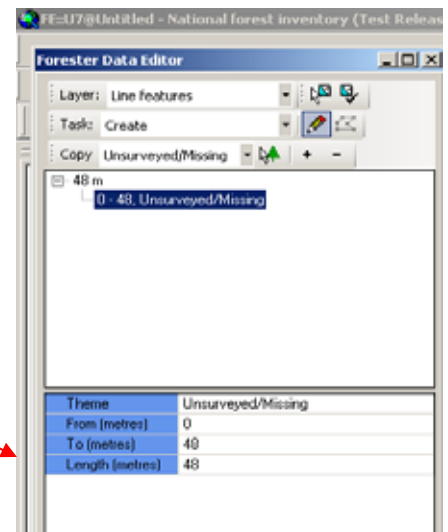 FE::U7@Untitled - National forest inventory (Test Releas
Forester Data Editor
Layer: Line features
Task: Create
Copy Unsurveyed/Missing + -
48 m
0 - 48, Unsurveyed/Missing
Theme Unsurveyed/Missing
From (metres) 0
To (metres) 48
Length (metres) 48